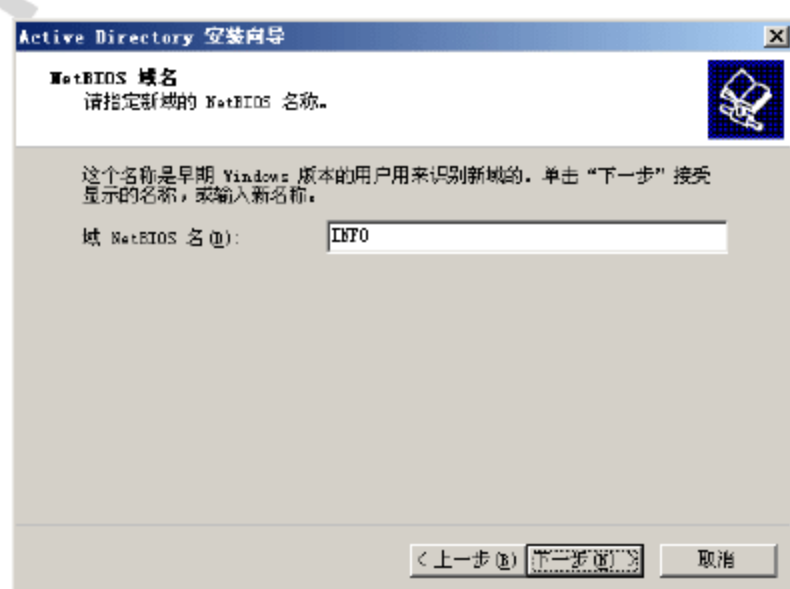 Active Directory 安装向导
NetBIOS 域名
请指定新域的 NetBIOS 名称。
这个名称是早期 Windows 版本的用户用来识别新域的。单击“下一步”接受
显示的名称，或输入新名称。
域 NetBIOS 名(D): INFO
<上一步(B) 下一步(N)> 取消